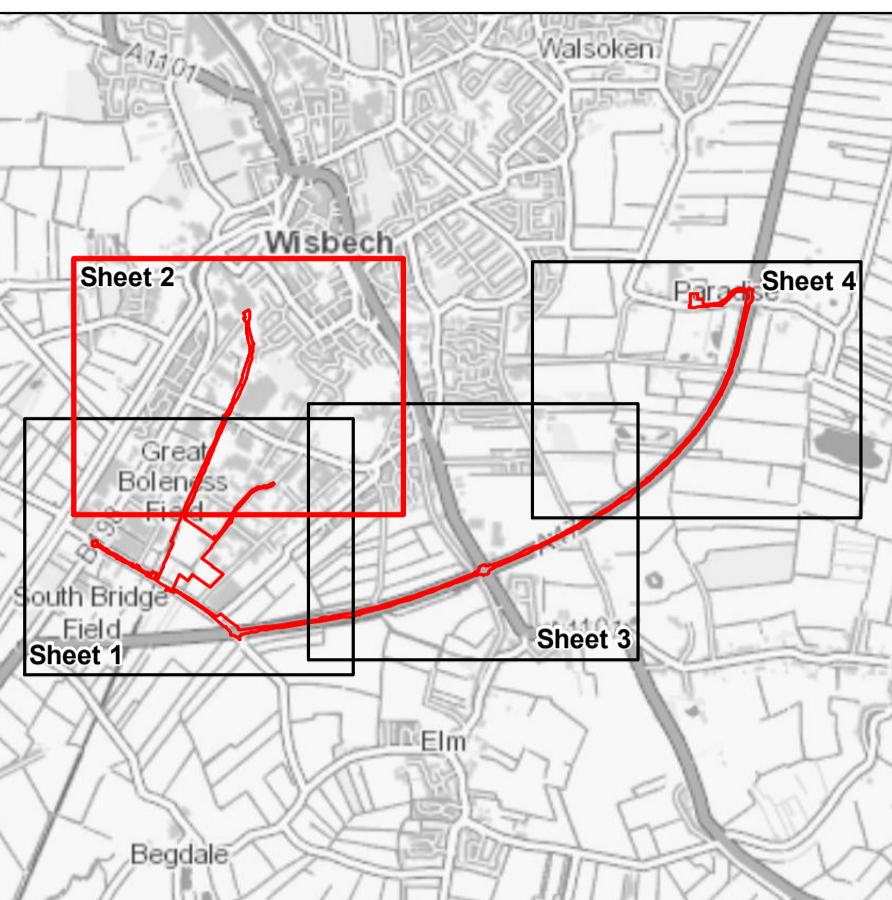 A1101
Walsoken
Wisbech
Sheet 2
Paradise
Sheet 4
Great
Boleness
Field
South Bridge
Field
Sheet 1
A1101
Sheet 3
Elm
Begdale